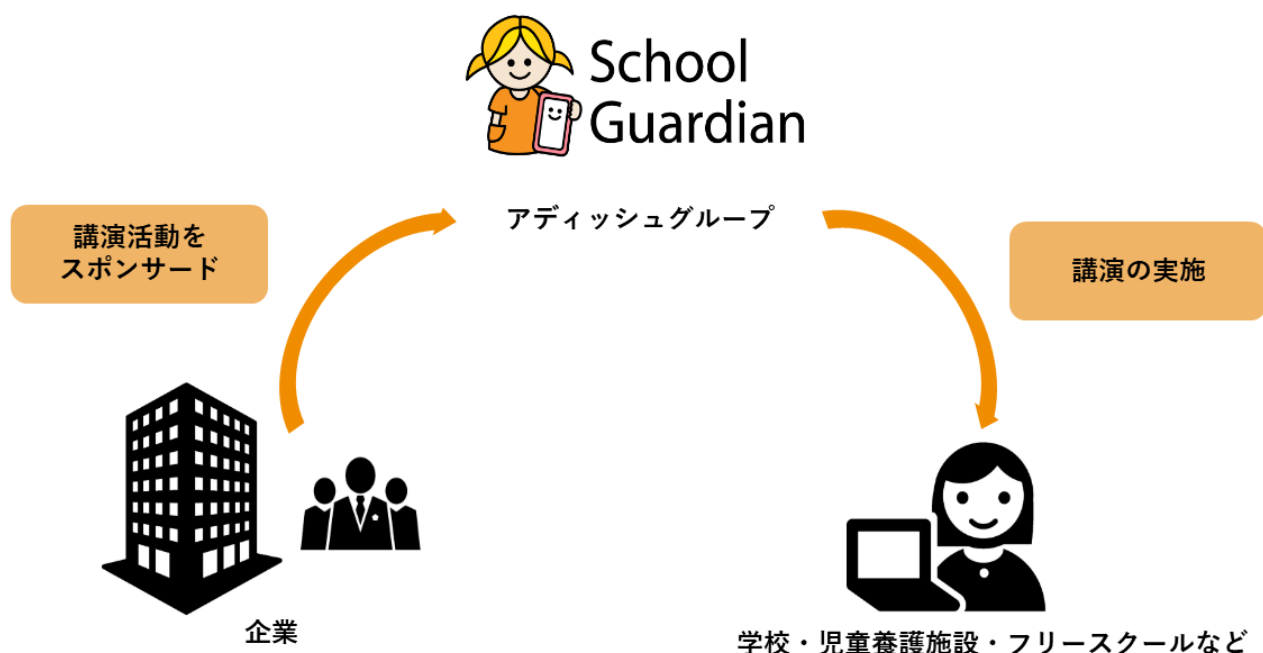 School
Guardian
アディッシュグループ
講演活動を
スポンサード
講演の実施
企業
学校・児童養護施設・フリースクールなど